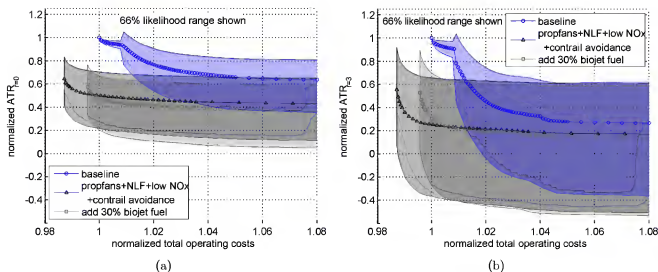 66% likelihood range shown
1.2
1
0.8
0.6
0.4
0.2
0
-0.2
-0.4
normalized ATR r=0
baseline
propfans+NLF+low NOx
+contrail avoidance
add 30% biojet fuel
0.98
1
1.02
1.04
1.06
1.08
normalized total operating costs
(a)
66% likelihood range shown
baseline
propfans+NLF+low NOx
+contrail avoidance
add 30% biojet fuel
1.2
1
0.8
0.6
0.4
0.2
0
-0.2
-0.4
normalized ATR r=3
0.98
1
1.02
1.04
1.06
1.08
normalized total operating costs
(b)